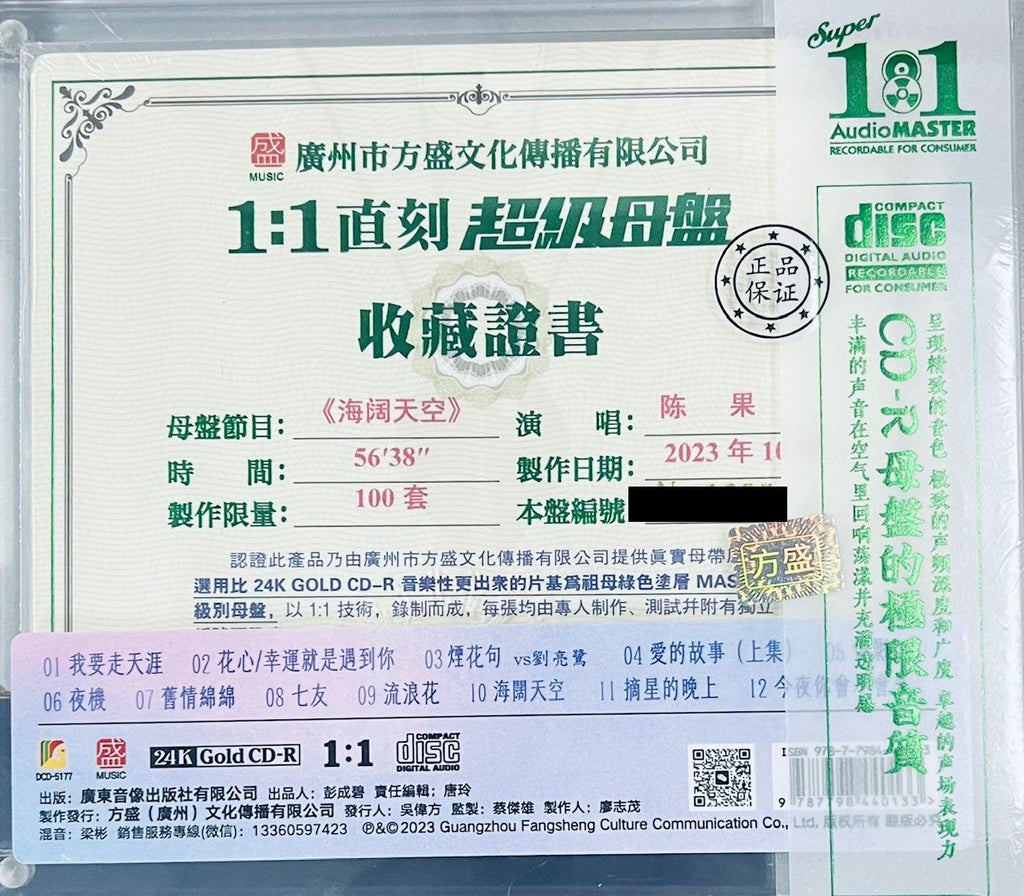 盛
MUSIC
廣州市方盛文化傳播有限公司
1:1直刻 超级母盤
收藏證書
正品
保证
母盤節目: 《海阔天空》
演 唱: 陈 果
時 間: 56'38″
製作日期: 2023 年 10
製作限量: 100 套
本盤編號
認證此產品乃由廣州市方盛文化傳播有限公司提供眞實母帶
選用比 24K GOLD CD-R 音樂性更出衆的片基爲祖母綠色塗層 MAS
級別母盤，以 1:1 技術，錄制而成，每張均由專人制作、測試幷附有獨立
方盛
01 我要走天涯 02 花心/幸運就是遇到你 03 煙花句 vs劉亮鷺 04 愛的故事（上集） 05
06 夜機 07 舊情綿綿 08 七友 09 流浪花 10 海闊天空 11 摘星的晚上 12 今夜你會
DCD-5177
盛
MUSIC
24K Gold CD-R
1:1
COMPACT
disc
DIGITAL AUDIO
出版: 廣東音像出版社有限公司 出品人: 彭成碧 責任編輯: 唐玲
製作發行: 方盛（廣州）文化傳播有限公司 發行人: 吳偉方 監製: 蔡傑雄 製作人: 廖志茂
混音: 梁彬 銷售服務專線(微信): 13360597423 ℗&©2023 Guangzhou Fangsheng Culture Communication Co., Ltd. 版权所有 翻版必究
ISBN 978-7-798
9 787798 440133 >
Super
1:1
AudioMASTER
RECORDABLE FOR CONSUMER
COMPACT
disc
DIGITAL AUDIO
RECORDABLE
FOR CONSUMER
呈现精致的音色 极致的声频深度和广度 卓越的声场表现力
CD-R母盤的極限音質
丰满的声音在空气里回响荡漾并充满透明感